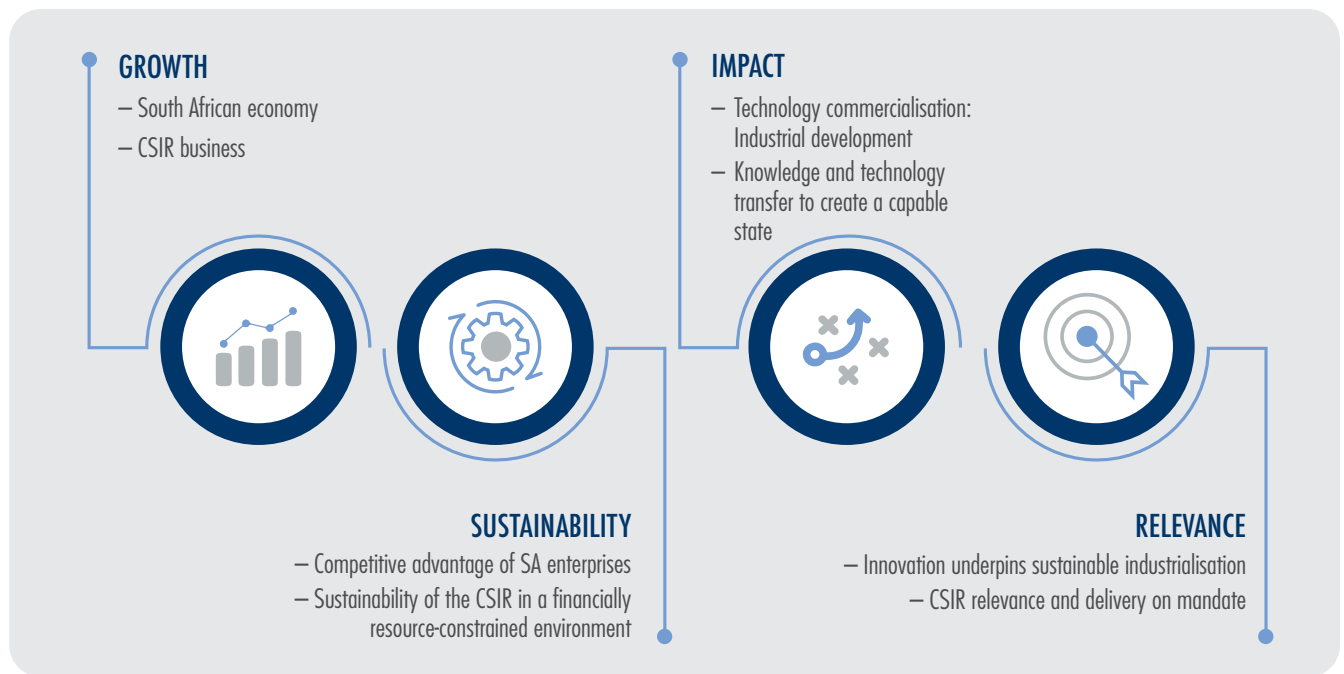 GROWTH
– South African economy
– CSIR business
IMPACT
– Technology commercialisation:
Industrial development
– Knowledge and technology
transfer to create a capable
state
SUSTAINABILITY
– Competitive advantage of SA enterprises
– Sustainability of the CSIR in a financially
resource-constrained environment
RELEVANCE
– Innovation underpins sustainable industrialisation
– CSIR relevance and delivery on mandate